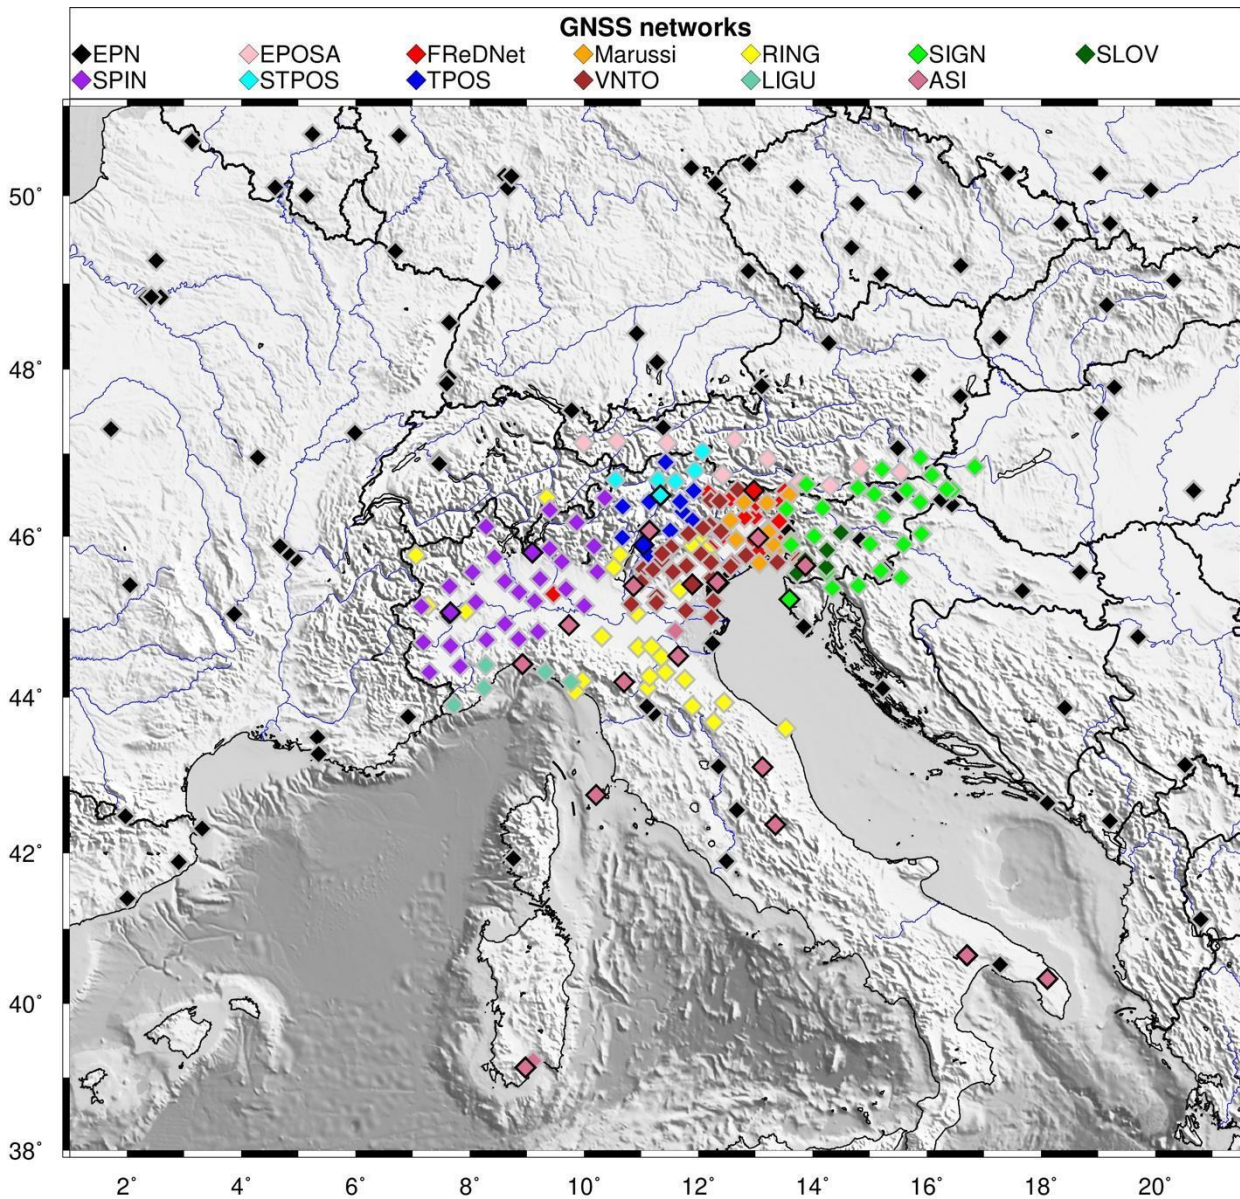 GNSS networks
EPN EPOSA FReDNet Marussi RING SIGN SLOV
SPIN STPOS TPOS VNTO LIGU ASI
50°
48°
46°
44°
42°
40°
38°
2° 4° 6° 8° 10° 12° 14° 16° 18° 20°